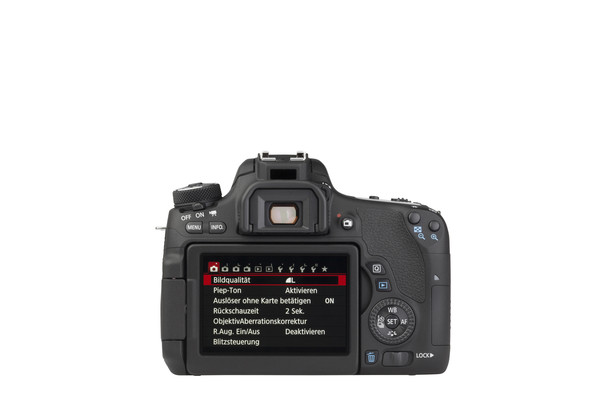 OFF ON
MENU INFO.
Bildqualität L
Piep-Ton Aktivieren
Auslöser ohne Karte betätigen ON
Rückschauzeit 2 Sek.
ObjektivAberrationskorrektur
R.Aug. Ein/Aus Deaktivieren
Blitzsteuerung
Q
WB
SET AF
LOCK